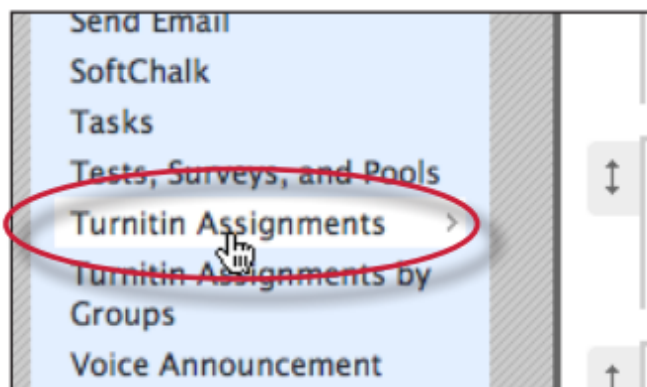 Send Email
SoftChalk
Tasks
Tests, Surveys, and Pools
Turnitin Assignments
Turnitin Assignments by
Groups
Voice Announcement